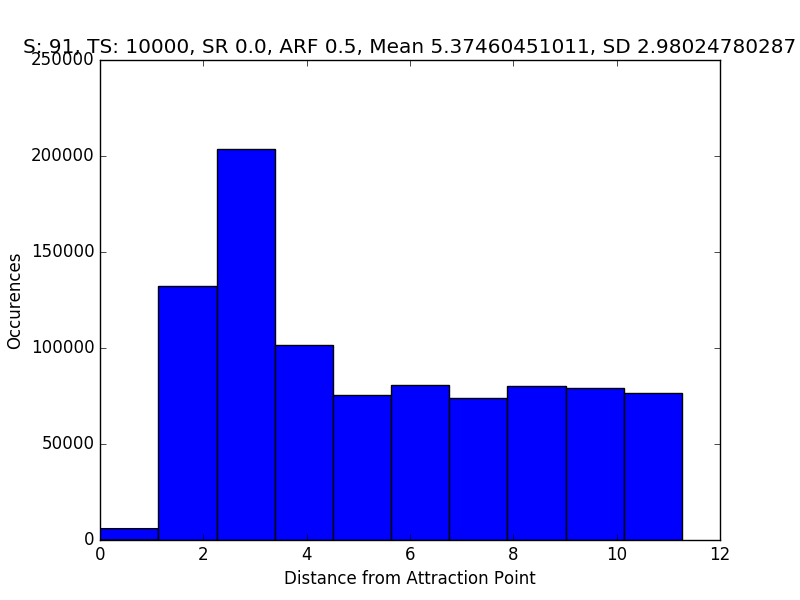 S: 91, TS: 10000, SR 0.0, ARF 0.5, Mean 5.37460451011, SD 2.98024780287
250000
200000
150000
100000
50000
0
Occurences
0 2 4 6 8 10 12
Distance from Attraction Point